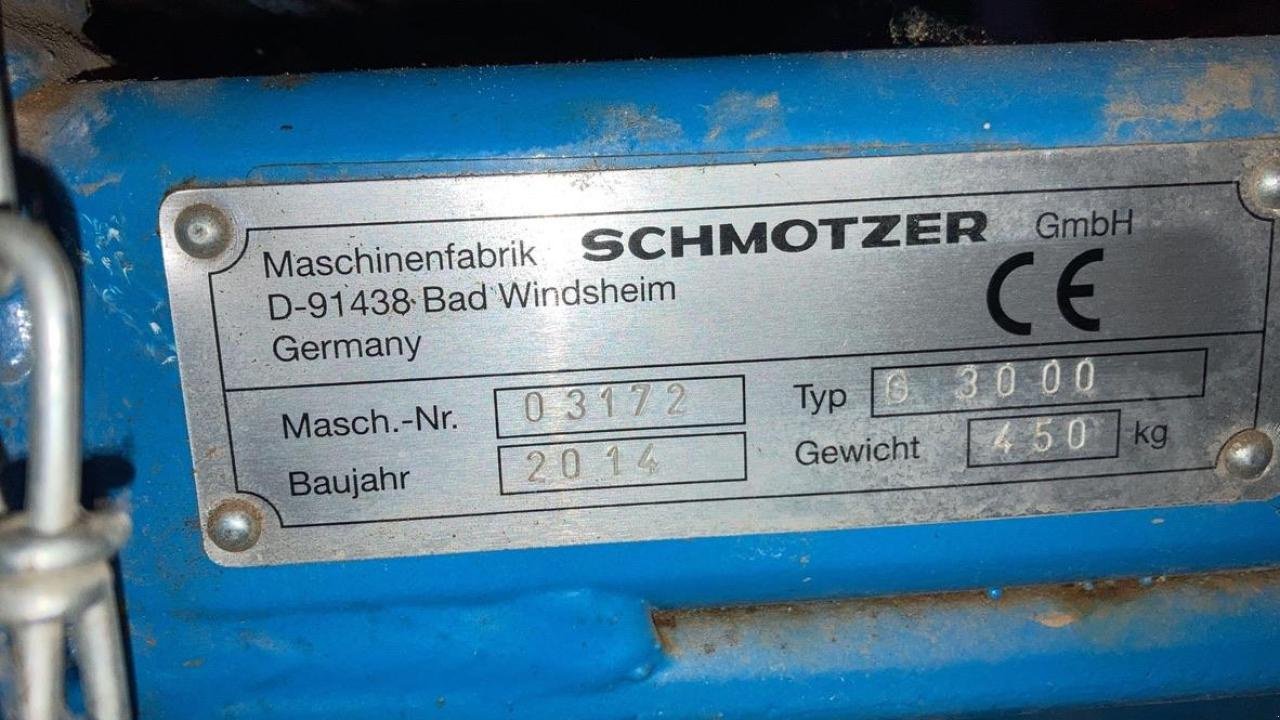 Maschinenfabrik SCHMOTZER GmbH
D-91438 Bad Windsheim CE
Germany
Masch.-Nr. 03172 Typ G 3000
Baujahr 2014 Gewicht 450 kg